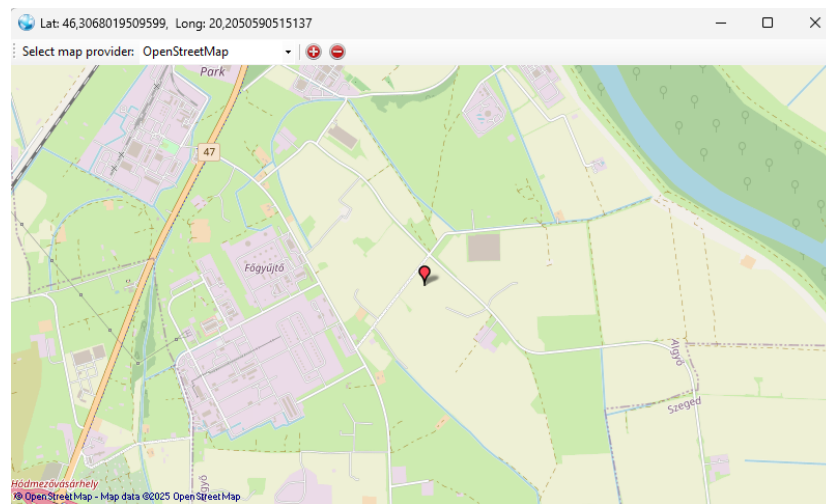 Lat: 46,3068019509599, Long: 20,2050590515137
Select map provider: OpenStreetMap
Park
47
Főgyűjtő
Algyő
Szeged
Hódmezővásárhely
Algyő
© OpenStreetMap - Map data ©2025 OpenStreetMap